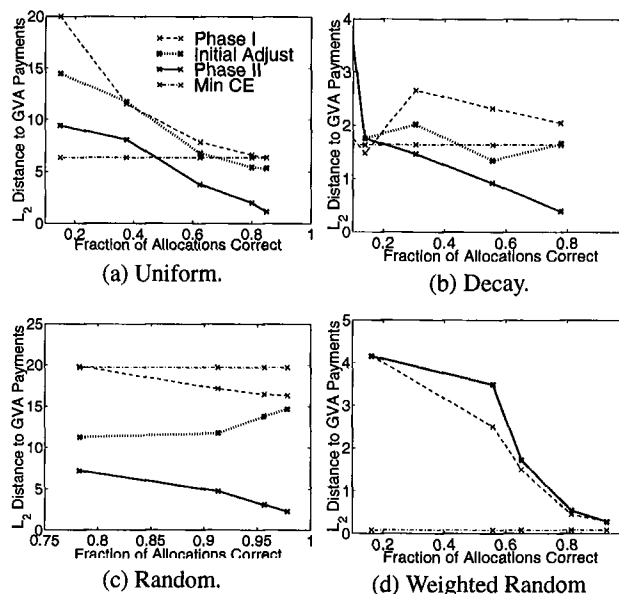 20
15
10
5
0
L2 Distance to GVA Payments
Phase I
Initial Adjust
Phase II
Min CE
0.2 0.4 0.6 0.8 1
Fraction of Allocations Correct
(a) Uniform.
4
3
2
1
0
L2 Distance to GVA Payments
0.2 0.4 0.6 0.8 1
Fraction of Allocations Correct
(b) Decay.
25
20
15
10
5
0
L2 Distance to GVA Payments
0.75 0.8 0.85 0.9 0.95 1
Fraction of Allocations Correct
(c) Random.
5
4
3
2
1
0
L2 Distance to GVA Payments
0.2 0.4 0.6 0.8
Fraction of Allocations Correct
(d) Weighted Random